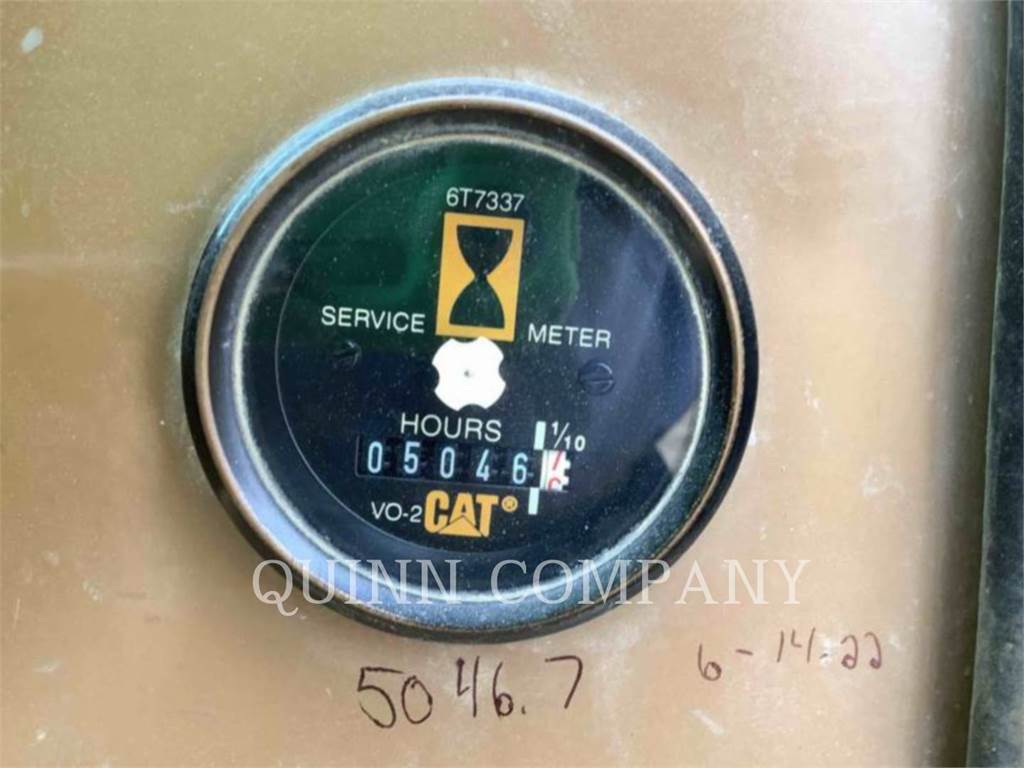 6T7337
SERVICE METER
HOURS 1/10
05046
VO-2 CAT®
QUINN COMPANY
5046.7
6-14-22